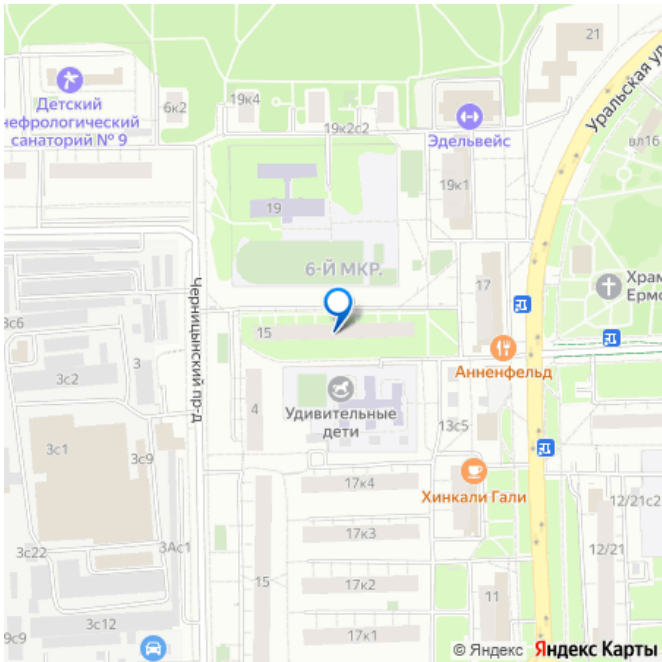 21
Уральская ул
Детский
нефрологический
санаторий № 9
6к2
19к4
19к2с2
Эдельвейс
вл16
19к1
19
6-Й МКР.
17
Храм
Ермо
Черницынский пр-д
3с6
15
3
3с2
Анненфельд
4
Удивительные
дети
13с5
3с1
3с9
17к4
Хинкали Гали
12/21с2
3с22
3Ас1
17к3
12/21
15
17к2
11
3с12
9с9
17к1
© Яндекс Яндекс Карты